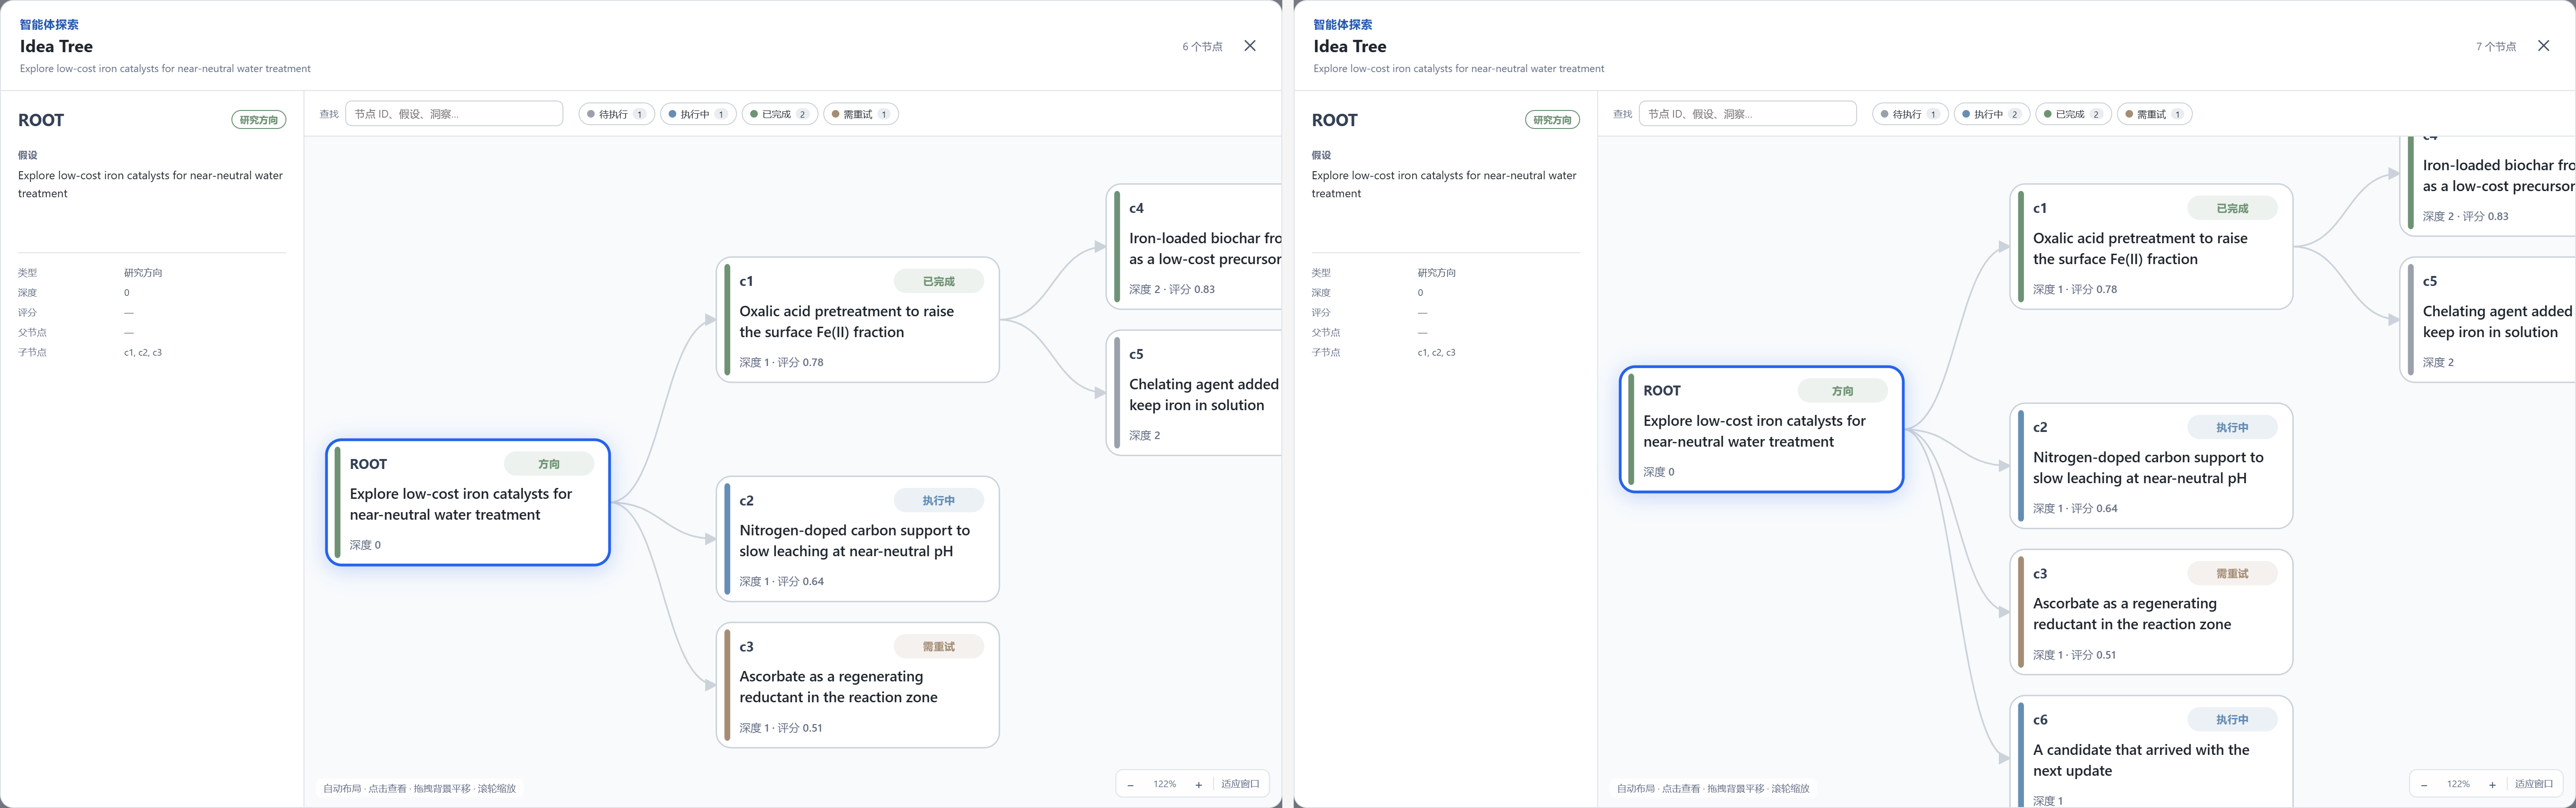 智能体探索
Idea Tree
Explore low-cost iron catalysts for near-neutral water treatment
6 个节点
ROOT
研究方向
假设
Explore low-cost iron catalysts for near-neutral water
treatment
类型 研究方向
深度 0
评分 —
父节点 —
子节点 c1, c2, c3
查找
节点 ID、假设、洞察...
待执行 1
执行中 1
已完成 2
需重试 1
ROOT
方向
Explore low-cost iron catalysts for
near-neutral water treatment
深度 0
c1
已完成
Oxalic acid pretreatment to raise
the surface Fe(II) fraction
深度 1 · 评分 0.78
c2
执行中
Nitrogen-doped carbon support to
slow leaching at near-neutral pH
深度 1 · 评分 0.64
c3
需重试
Ascorbate as a regenerating
reductant in the reaction zone
深度 1 · 评分 0.51
c4
Iron-loaded biochar fro
as a low-cost precursor
深度 2 · 评分 0.83
c5
Chelating agent added
keep iron in solution
深度 2
自动布局 · 点击查看 · 拖拽背景平移 · 滚轮缩放
− 122% + 适应窗口
智能体探索
Idea Tree
Explore low-cost iron catalysts for near-neutral water treatment
7 个节点
ROOT
研究方向
假设
Explore low-cost iron catalysts for near-neutral water
treatment
类型 研究方向
深度 0
评分 —
父节点 —
子节点 c1, c2, c3
查找
节点 ID、假设、洞察...
待执行 1
执行中 2
已完成 2
需重试 1
ROOT
方向
Explore low-cost iron catalysts for
near-neutral water treatment
深度 0
c1
已完成
Oxalic acid pretreatment to raise
the surface Fe(II) fraction
深度 1 · 评分 0.78
c2
执行中
Nitrogen-doped carbon support to
slow leaching at near-neutral pH
深度 1 · 评分 0.64
c3
需重试
Ascorbate as a regenerating
reductant in the reaction zone
深度 1 · 评分 0.51
c6
执行中
A candidate that arrived with the
next update
深度 1
Iron-loaded biochar fro
as a low-cost precursor
深度 2 · 评分 0.83
c5
Chelating agent added
keep iron in solution
深度 2
自动布局 · 点击查看 · 拖拽背景平移 · 滚轮缩放
− 122% + 适应窗口